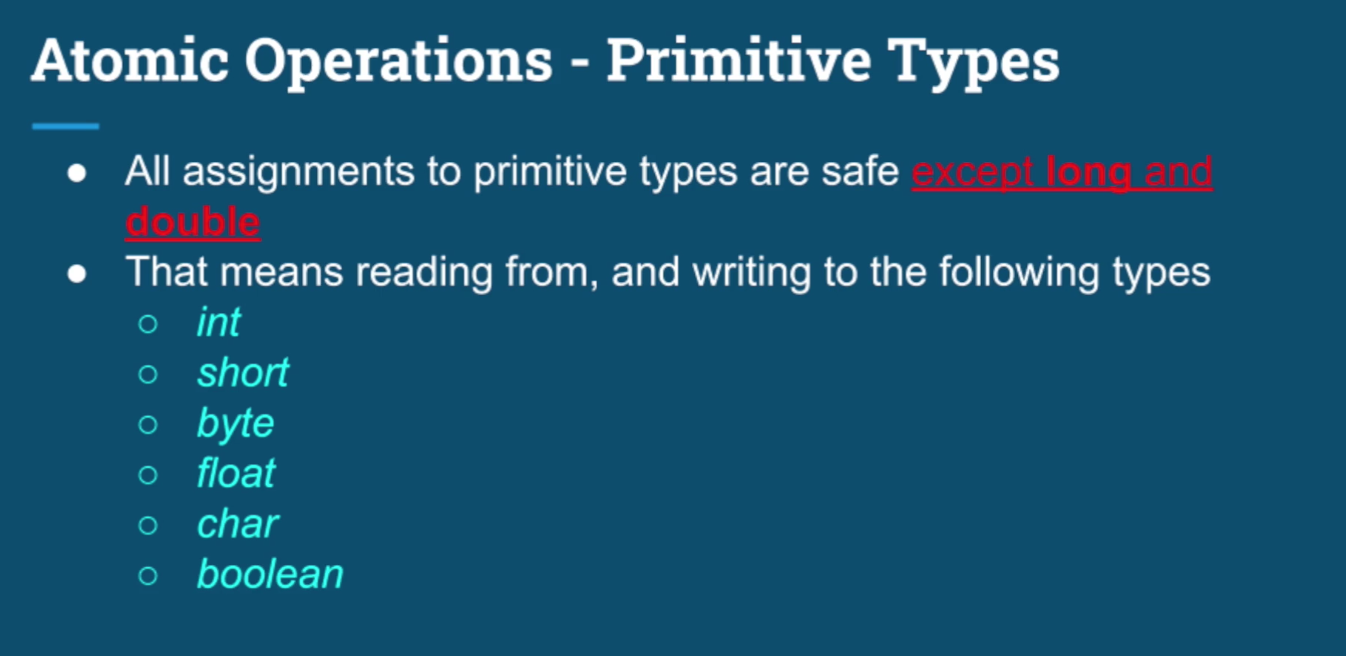 Atomic Operations - Primitive Types
● All assignments to primitive types are safe except long and
double
● That means reading from, and writing to the following types
○ int
○ short
○ byte
○ float
○ char
○ boolean